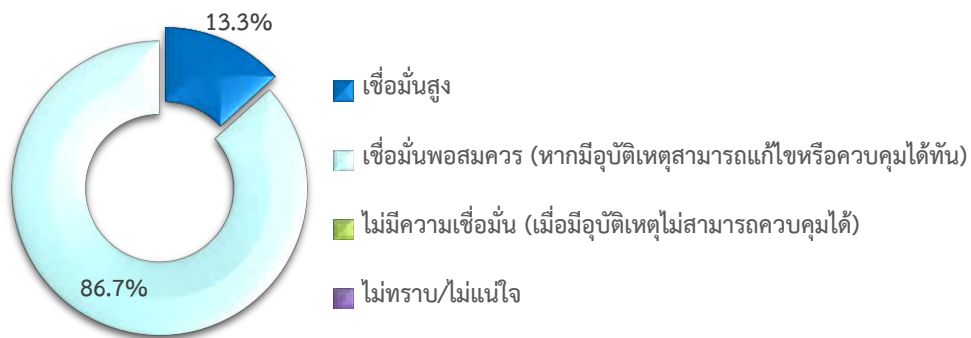 13.3%
เชื่อมั่นสูง
เชื่อมั่นพอสมควร (หากมีอุบัติเหตุสามารถแก้ไขหรือควบคุมได้ทัน)
ไม่มีความเชื่อมั่น (เมื่อมีอุบัติเหตุไม่สามารถควบคุมได้)
86.7%
ไม่ทราบ/ไม่แน่ใจ